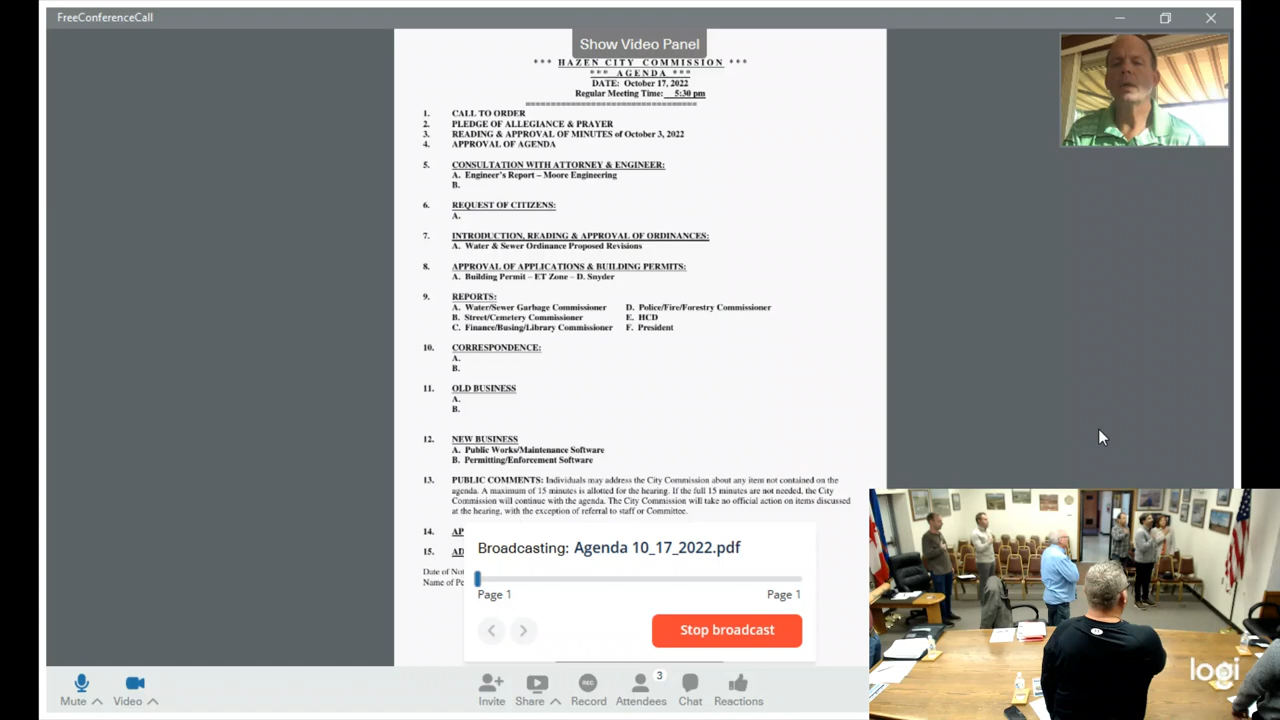 FreeConferenceCall
Show Video Panel
*** HAZEN CITY COMMISSION ***
*** AGENDA ***
DATE: October 17, 2022
Regular Meeting Time: 5:30 pm
==================================
1. CALL TO ORDER
2. PLEDGE OF ALLEGIANCE & PRAYER
3. READING & APPROVAL OF MINUTES of October 3, 2022
4. APPROVAL OF AGENDA
5. CONSULTATION WITH ATTORNEY & ENGINEER:
A. Engineer's Report – Moore Engineering
B.
6. REQUEST OF CITIZENS:
A.
7. INTRODUCTION, READING & APPROVAL OF ORDINANCES:
A. Water & Sewer Ordinance Proposed Revisions
8. APPROVAL OF APPLICATIONS & BUILDING PERMITS:
A. Building Permit – ET Zone – D. Snyder
9. REPORTS:
A. Water/Sewer Garbage Commissioner D. Police/Fire/Forestry Commissioner
B. Street/Cemetery Commissioner E. HCD
C. Finance/Busing/Library Commissioner F. President
10. CORRESPONDENCE:
A.
B.
11. OLD BUSINESS
A.
B.
12. NEW BUSINESS
A. Public Works/Maintenance Software
B. Permitting/Enforcement Software
13. PUBLIC COMMENTS: Individuals may address the City Commission about any item not contained on the
agenda. A maximum of 15 minutes is allotted for the hearing. If the full 15 minutes are not needed, the City
Commission will continue with the agenda. The City Commission will take no official action on items discussed
at the hearing, with the exception of referral to staff or Committee.
14. AP
15. AD
Date of Not
Name of Pe
Broadcasting: Agenda 10_17_2022.pdf
Page 1 Page 1
Stop broadcast
logi
3
REC
Mute Video Invite Share Record Attendees Chat Reactions